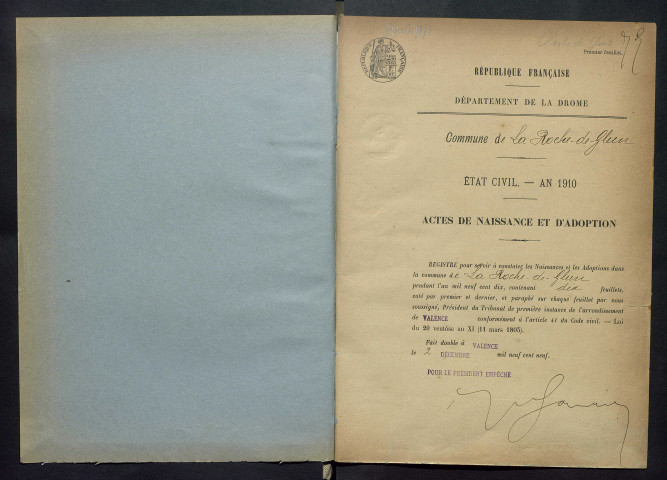 Premier feuillet.
RÉPUBLIQUE FRANÇAISE
DÉPARTEMENT DE LA DROME
Commune de La Roche-de-Glun
ÉTAT CIVIL. — AN 1910
ACTES DE NAISSANCE ET D'ADOPTION
REGISTRE pour servir à constater les Naissances et les Adoptions dans
la commune de La Roche-de-Glun
pendant l'an mil neuf cent dix, contenant dix feuillets,
coté par premier et dernier, et paraphé sur chaque feuillet par nous
soussigné, Président du Tribunal de première instance de l'arrondissement
de VALENCE conformément à l'article 41 du Code civil. — Loi
du 20 ventôse an XI (11 mars 1803).
Fait double à VALENCE
le 2 DÉCEMBRE mil neuf cent neuf.
POUR LE PRÉSIDENT EMPÊCHÉ